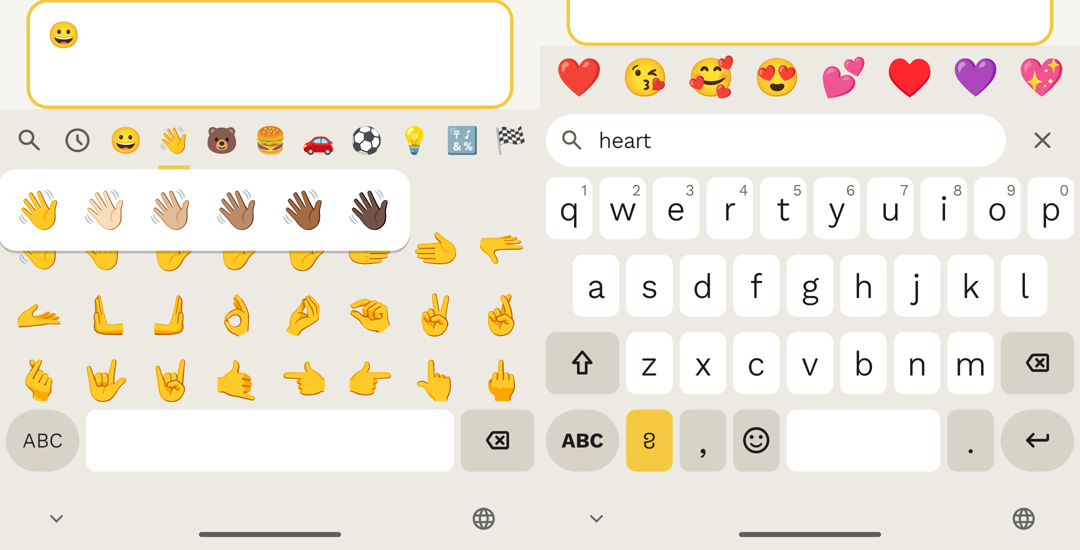 ABC
heart
q 1 w 2 e 3 r 4 t 5 y 6 u 7 i 8 o 9 p 0
a s d f g h j k l
z x c v b n m
ABC , .